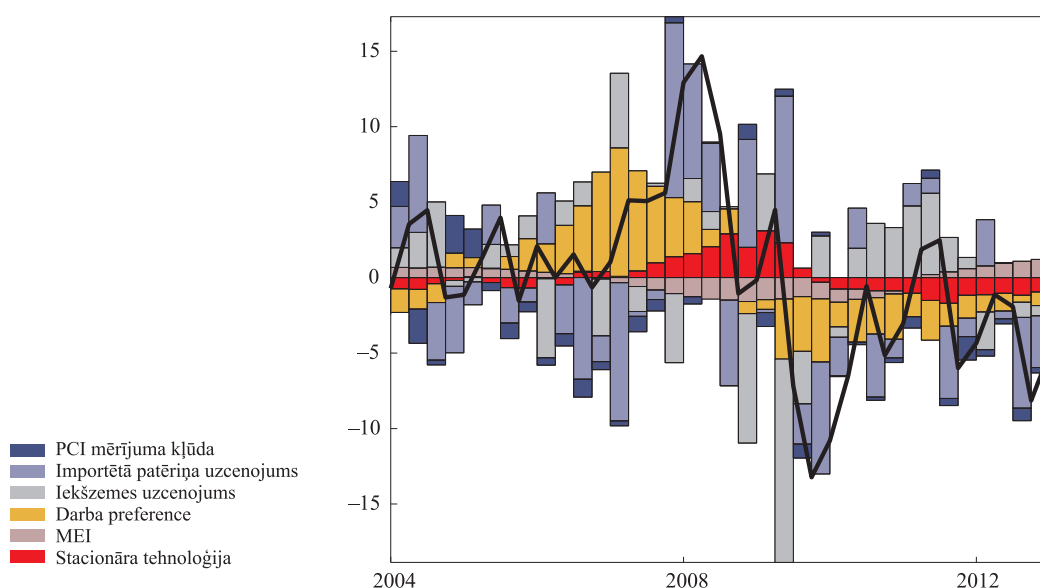 15
10
5
0
–5
–10
–15
2004
2008
2012
PCI mērījuma kļūda
Importētā patēriņa uzcenojums
Iekšzemes uzcenojums
Darba preference
MEI
Stacionāra tehnoloģija